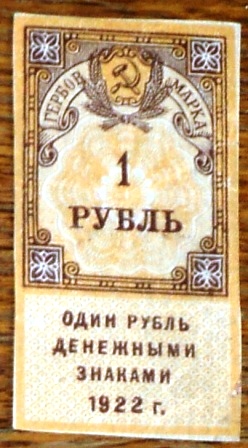 ГЕРБОВ. МАРКА
1
РУБЛЬ
ОДИН РУБЛЬ
ДЕНЕЖНЫМИ
ЗНАКАМИ
1922 г.